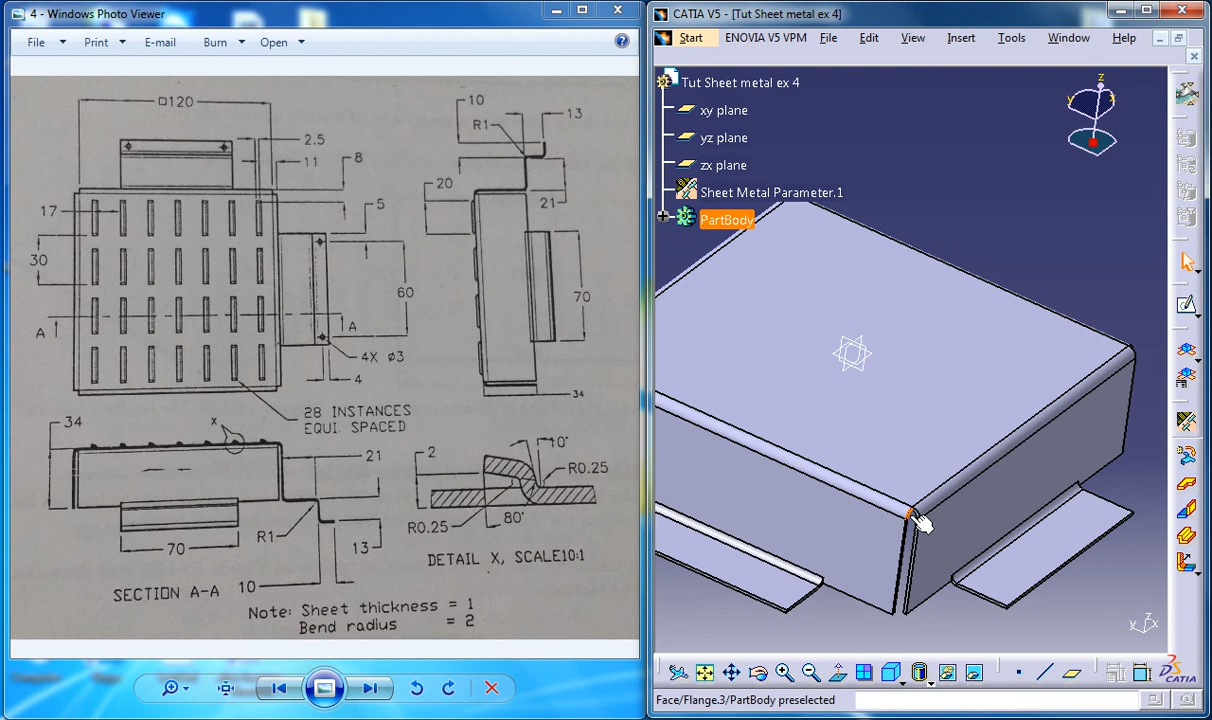 4 - Windows Photo Viewer
File Print E-mail Burn Open
□120
2.5
11
8
17
5
30
60
A
A
4X ø3
4
28 INSTANCES
EQUI. SPACED
10
13
R1
20
21
70
34
34
x
21
R1
13
70
10
SECTION A-A
2
10°
R0.25
R0.25
80°
DETAIL X, SCALE10:1
Note: Sheet thickness = 1
Bend radius = 2
CATIA V5 - [Tut Sheet metal ex 4]
Start ENOVIA V5 VPM File Edit View Insert Tools Window Help
Tut Sheet metal ex 4
xy plane
yz plane
zx plane
Sheet Metal Parameter.1
PartBody
z
y
x
z
y
x
CATIA
Face/Flange.3/PartBody preselected